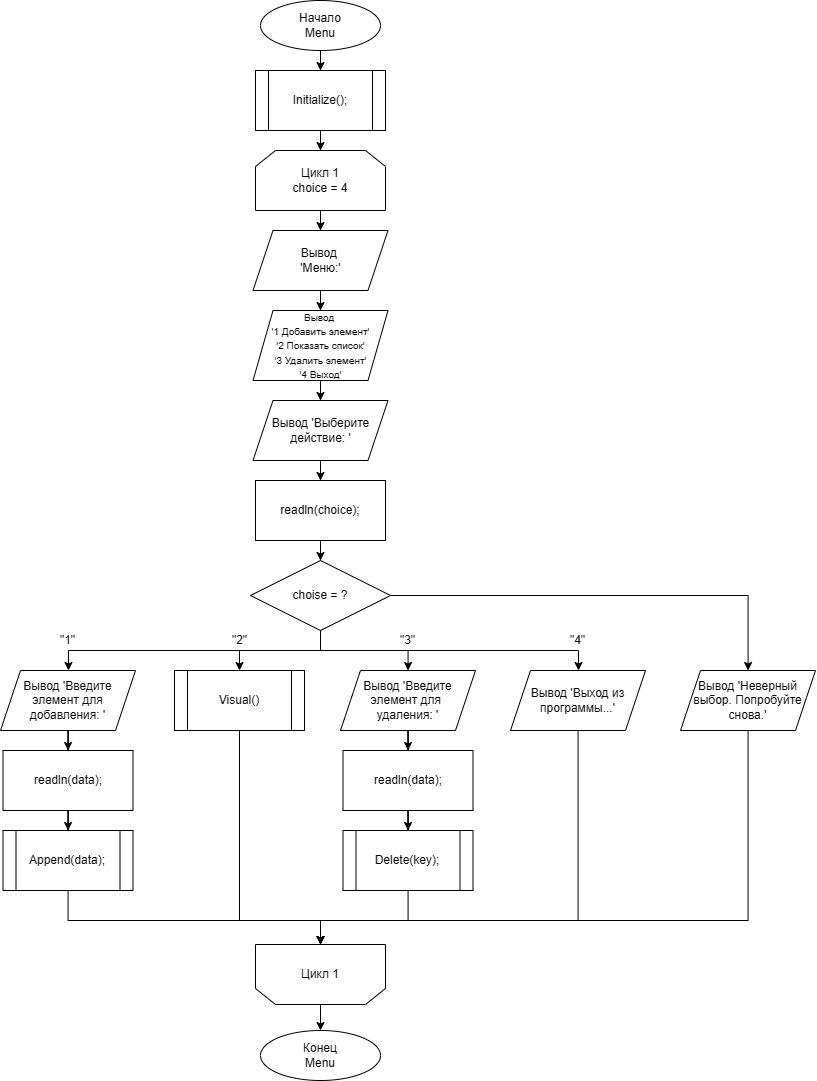 Начало
Menu
Initialize();
Цикл 1
choice = 4
Вывод
'Меню:'
Вывод
'1 Добавить элемент'
'2 Показать список'
'3 Удалить элемент'
'4 Выход'
Вывод 'Выберите
действие: '
readln(choice);
choise = ?
"1"
"2"
"3"
"4"
Вывод 'Введите
элемент для
добавления: '
Visual()
Вывод 'Введите
элемент для
удаления: '
Вывод 'Выход из
программы...'
Вывод 'Неверный
выбор. Попробуйте
снова.'
readln(data);
readln(data);
Append(data);
Delete(key);
Цикл 1
Конец
Menu